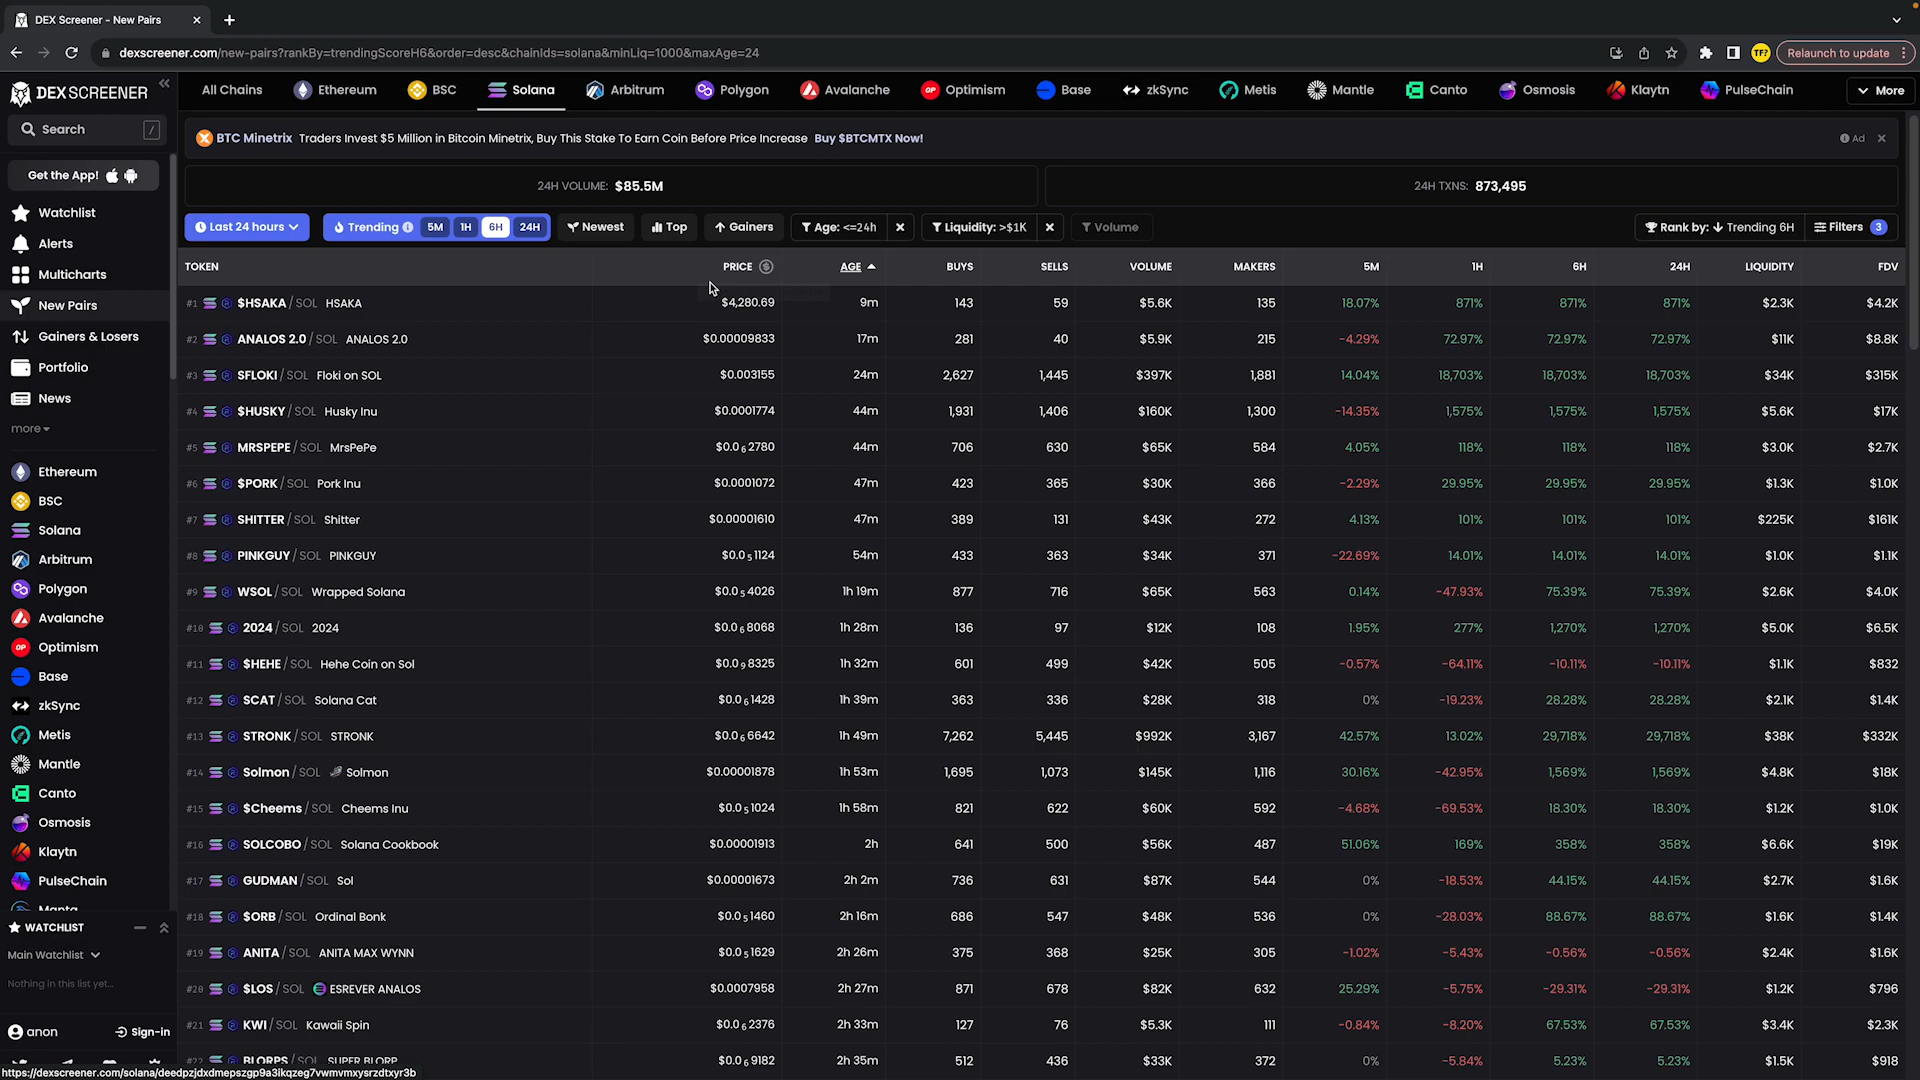 DEX Screener - New Pairs
dexscreener.com/new-pairs?rankBy=trendingScoreH6&order=desc&chainIds=solana&minLiq=1000&maxAge=24
TF?
Relaunch to update
DEX SCREENER
Search /
Get the App!
Watchlist
Alerts
Multicharts
New Pairs
Gainers & Losers
Portfolio
News
more
Ethereum
BSC
Solana
Arbitrum
Polygon
Avalanche
Optimism
Base
zkSync
Metis
Mantle
Canto
Osmosis
Klaytn
PulseChain
Manta
WATCHLIST
Main Watchlist
Nothing in this list yet...
anon Sign-in
All Chains Ethereum BSC Solana Arbitrum Polygon Avalanche Optimism Base zkSync Metis Mantle Canto Osmosis Klaytn PulseChain More
BTC Minetrix Traders Invest $5 Million in Bitcoin Minetrix, Buy This Stake To Earn Coin Before Price Increase Buy $BTCMTX Now! Ad
24H VOLUME: $85.5M 24H TXNS: 873,495
Last 24 hours Trending 5M 1H 6H 24H Newest Top Gainers Age: <=24h Liquidity: >$1K Volume Rank by: Trending 6H Filters 3
TOKEN PRICE AGE BUYS SELLS VOLUME MAKERS 5M 1H 6H 24H LIQUIDITY FDV
#1 $HSAKA / SOL HSAKA $4,280.69 9m 143 59 $5.6K 135 18.07% 871% 871% 871% $2.3K $4.2K
#2 ANALOS 2.0 / SOL ANALOS 2.0 $0.00009833 17m 281 40 $5.9K 215 -4.29% 72.97% 72.97% 72.97% $11K $8.8K
#3 SFLOKI / SOL Floki on SOL $0.003155 24m 2,627 1,445 $397K 1,881 14.04% 18,703% 18,703% 18,703% $34K $315K
#4 $HUSKY / SOL Husky Inu $0.0001774 44m 1,931 1,406 $160K 1,300 -14.35% 1,575% 1,575% 1,575% $5.6K $17K
#5 MRSPEPE / SOL MrsPePe $0.0₆2780 44m 706 630 $65K 584 4.05% 118% 118% 118% $3.0K $2.7K
#6 $PORK / SOL Pork Inu $0.0001072 47m 423 365 $30K 366 -2.29% 29.95% 29.95% 29.95% $1.3K $1.0K
#7 SHITTER / SOL Shitter $0.00001610 47m 389 131 $43K 272 4.13% 101% 101% 101% $225K $161K
#8 PINKGUY / SOL PINKGUY $0.0₅1124 54m 433 363 $34K 371 -22.69% 14.01% 14.01% 14.01% $1.0K $1.1K
#9 WSOL / SOL Wrapped Solana $0.0₅4026 1h 19m 877 716 $65K 563 0.14% -47.93% 75.39% 75.39% $2.6K $4.0K
#10 2024 / SOL 2024 $0.0₆8068 1h 28m 136 97 $12K 108 1.95% 277% 1,270% 1,270% $5.0K $6.5K
#11 $HEHE / SOL Hehe Coin on Sol $0.0₉8325 1h 32m 601 499 $42K 505 -0.57% -64.11% -10.11% -10.11% $1.1K $832
#12 SCAT / SOL Solana Cat $0.0₆1428 1h 39m 363 336 $28K 318 0% -19.23% 28.28% 28.28% $2.1K $1.4K
#13 STRONK / SOL STRONK $0.0₆6642 1h 49m 7,262 5,445 $992K 3,167 42.57% 13.02% 29,718% 29,718% $38K $332K
#14 Solmon / SOL Solmon $0.00001878 1h 53m 1,695 1,073 $145K 1,116 30.16% -42.95% 1,569% 1,569% $4.8K $18K
#15 $Cheems / SOL Cheems Inu $0.0₅1024 1h 58m 821 622 $60K 592 -4.68% -69.53% 18.30% 18.30% $1.2K $1.0K
#16 SOLCOBO / SOL Solana Cookbook $0.00001913 2h 641 500 $56K 487 51.06% 169% 358% 358% $6.6K $19K
#17 GUDMAN / SOL Sol $0.00001673 2h 2m 736 631 $87K 544 0% -18.53% 44.15% 44.15% $2.7K $1.6K
#18 $ORB / SOL Ordinal Bonk $0.0₅1460 2h 16m 686 547 $48K 536 0% -28.03% 88.67% 88.67% $1.6K $1.4K
#19 ANITA / SOL ANITA MAX WYNN $0.0₅1629 2h 26m 375 368 $25K 305 -1.02% -5.43% -0.56% -0.56% $2.4K $1.6K
#20 $LOS / SOL ESREVER ANALOS $0.0007958 2h 27m 871 678 $82K 632 25.29% -5.75% -29.31% -29.31% $1.2K $796
#21 KWI / SOL Kawaii Spin $0.0₆2376 2h 33m 127 76 $5.3K 111 -0.84% -8.20% 67.53% 67.53% $3.4K $2.3K
#22 BLORPS / SOL SUPER BLORP $0.0₆9182 2h 35m 512 436 $33K 372 0% -5.84% 5.23% 5.23% $1.5K $918
https://dexscreener.com/solana/deedpzjdxdmepszgp9a3ikqzeg7vwmvmxysrzdtxyr3b